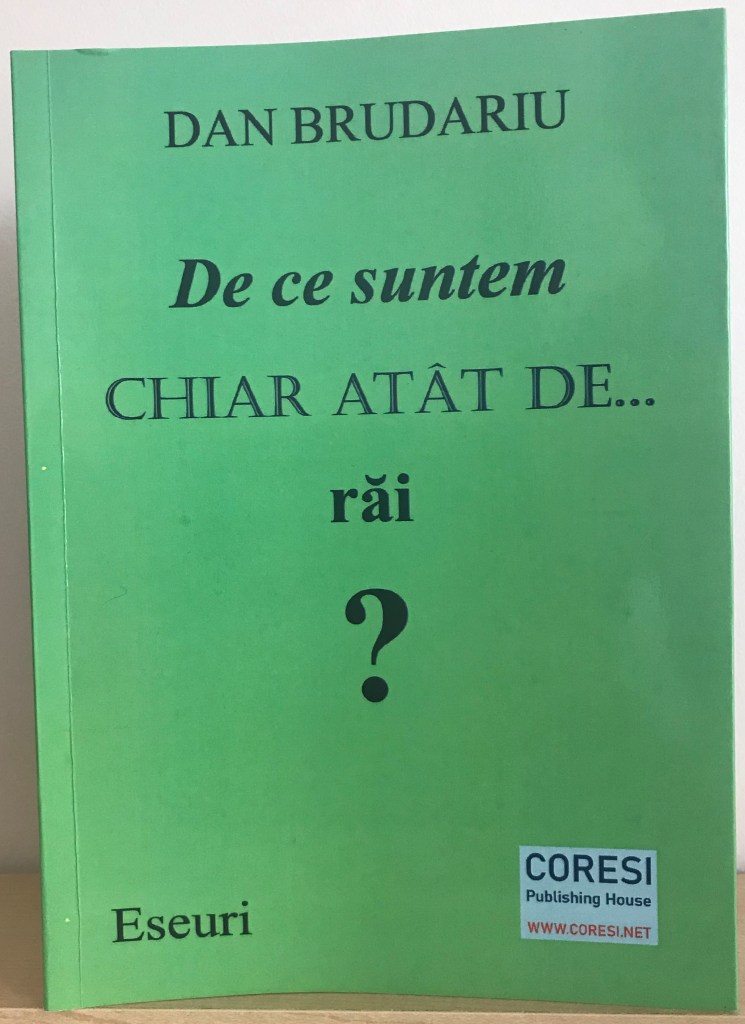 DAN BRUDARIU
De ce suntem
CHIAR ATÂT DE...
răi
?
Eseuri
CORESI
Publishing House
WWW.CORESI.NET